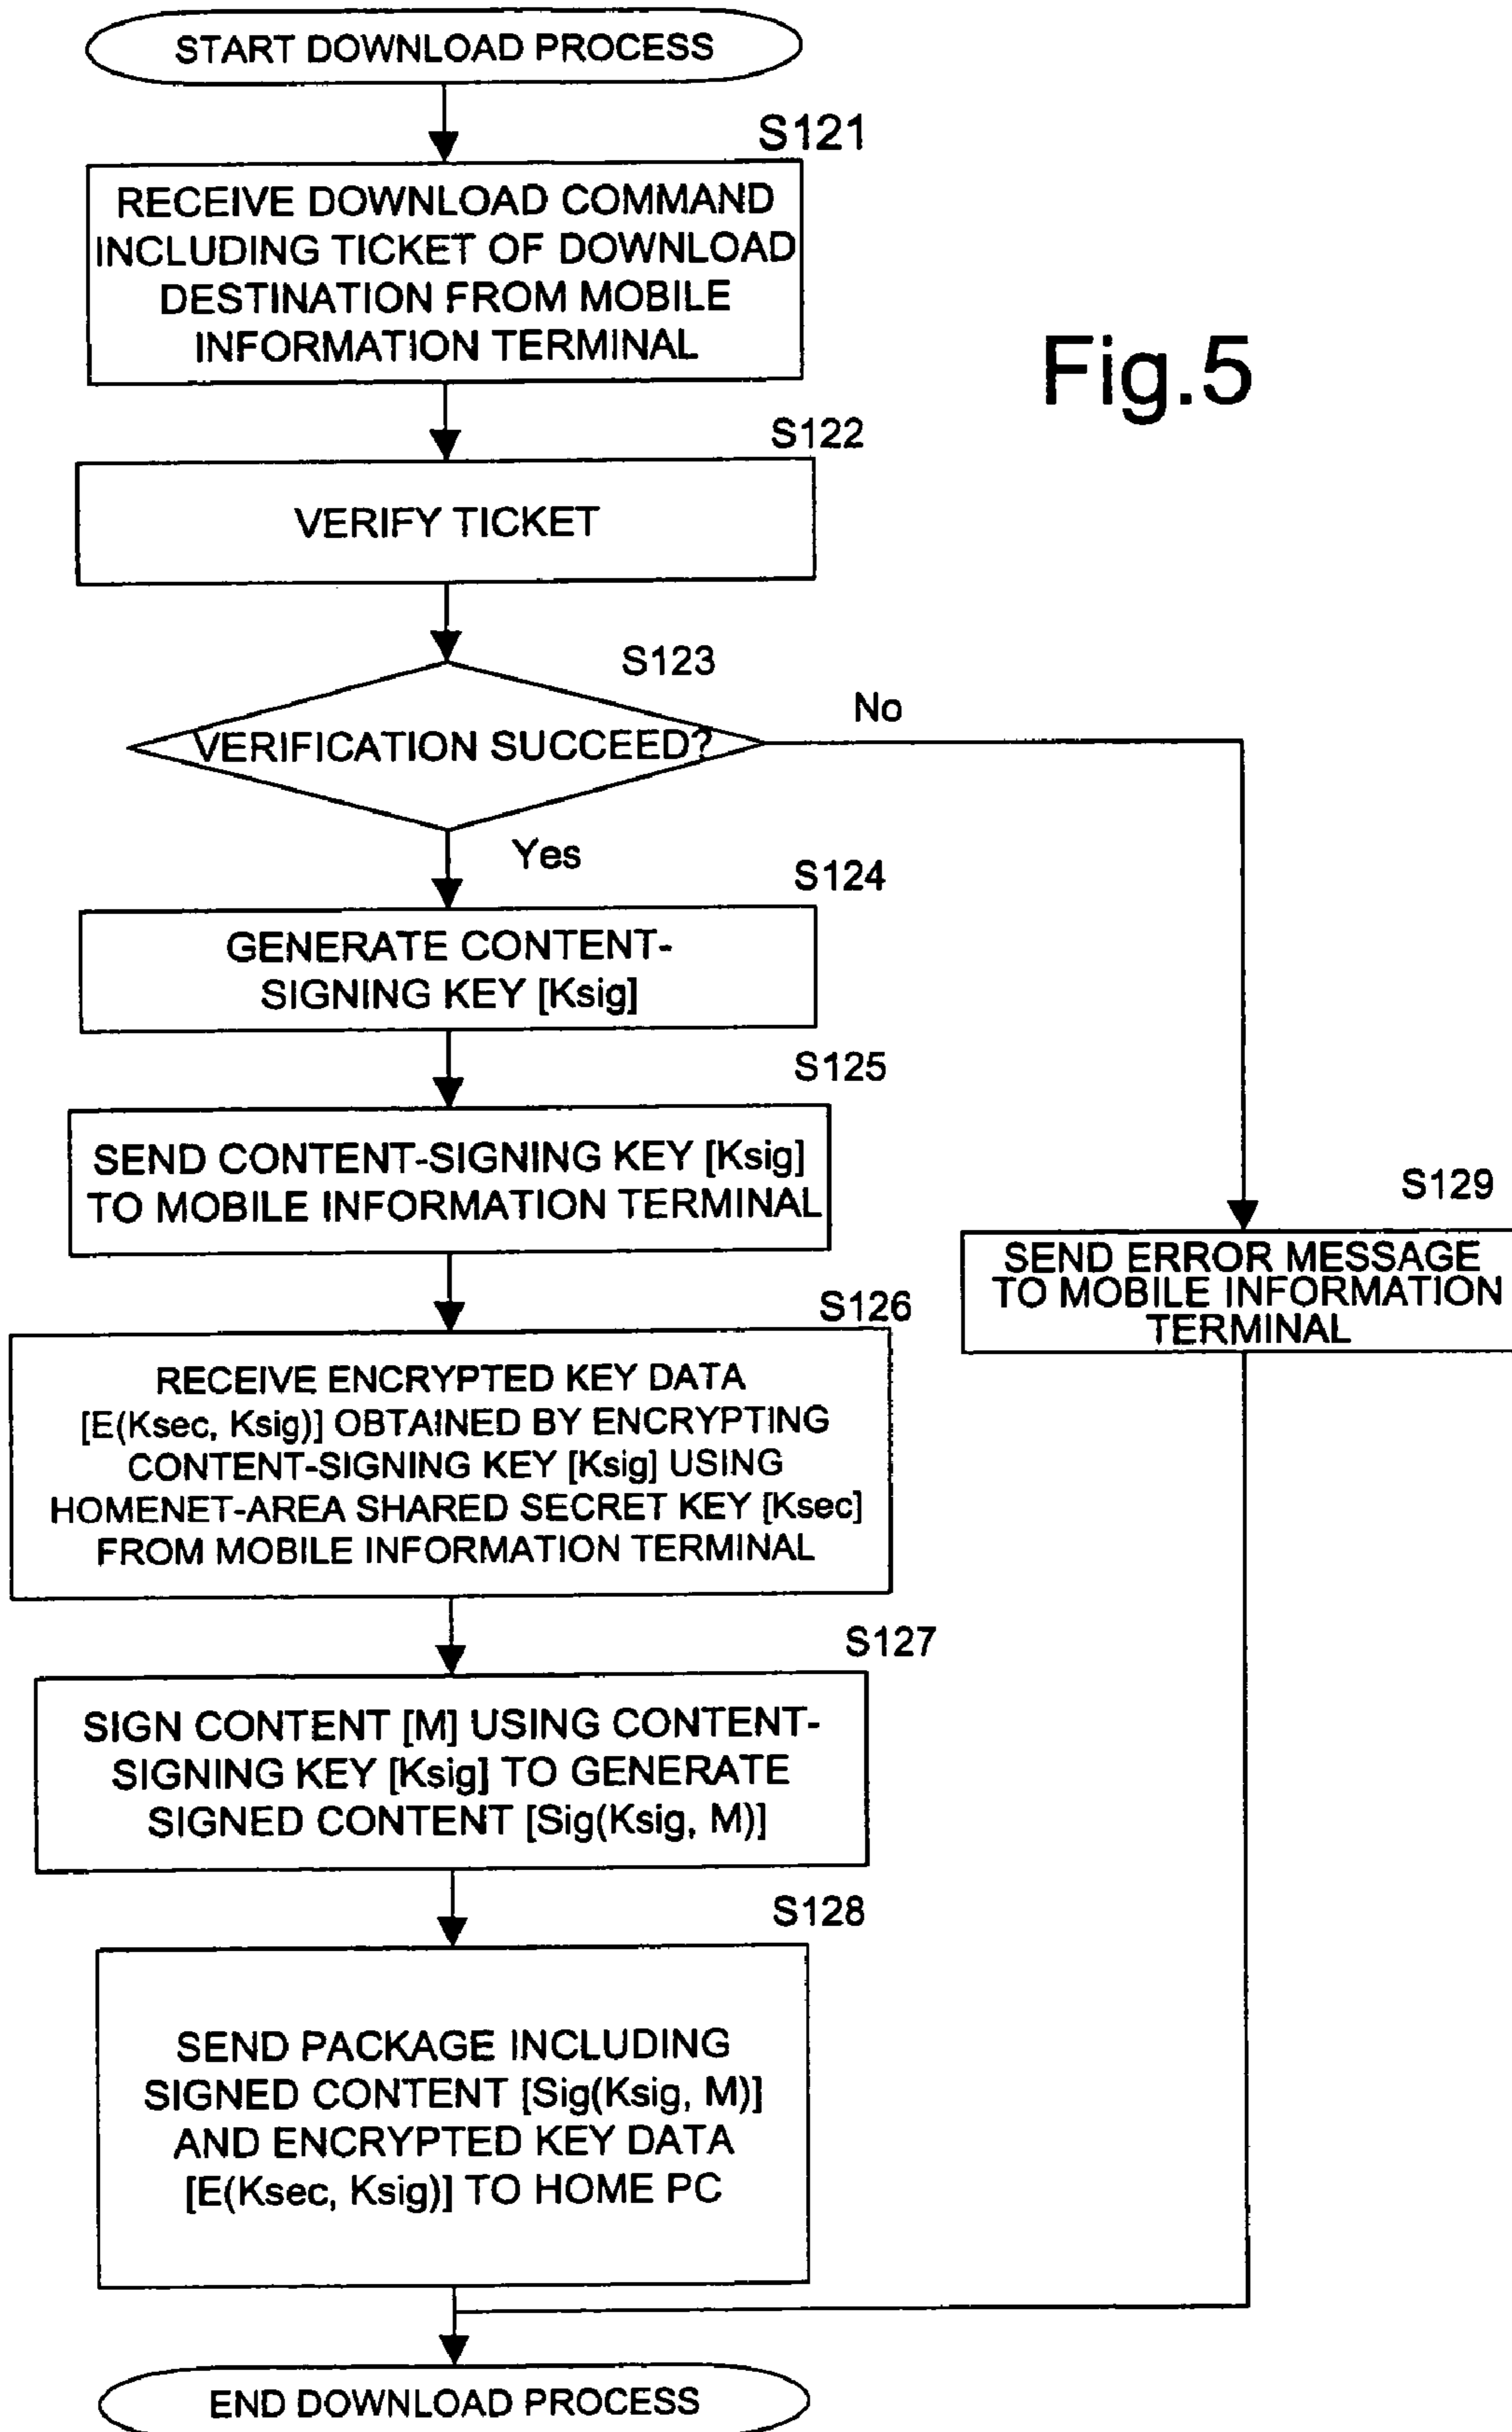 START DOWNLOAD PROCESS
S121
RECEIVE DOWNLOAD COMMAND
INCLUDING TICKET OF DOWNLOAD
DESTINATION FROM MOBILE
INFORMATION TERMINAL
Fig.5
S122
VERIFY TICKET
S123
VERIFICATION SUCCEED?
No
Yes
S124
GENERATE CONTENT-
SIGNING KEY [Ksig]
S125
SEND CONTENT-SIGNING KEY [Ksig]
TO MOBILE INFORMATION TERMINAL
S129
SEND ERROR MESSAGE
TO MOBILE INFORMATION
TERMINAL
S126
RECEIVE ENCRYPTED KEY DATA
[E(Ksec, Ksig)] OBTAINED BY ENCRYPTING
CONTENT-SIGNING KEY [Ksig] USING
HOMENET-AREA SHARED SECRET KEY [Ksec]
FROM MOBILE INFORMATION TERMINAL
S127
SIGN CONTENT [M] USING CONTENT-
SIGNING KEY [Ksig] TO GENERATE
SIGNED CONTENT [Sig(Ksig, M)]
S128
SEND PACKAGE INCLUDING
SIGNED CONTENT [Sig(Ksig, M)]
AND ENCRYPTED KEY DATA
[E(Ksec, Ksig)] TO HOME PC
END DOWNLOAD PROCESS